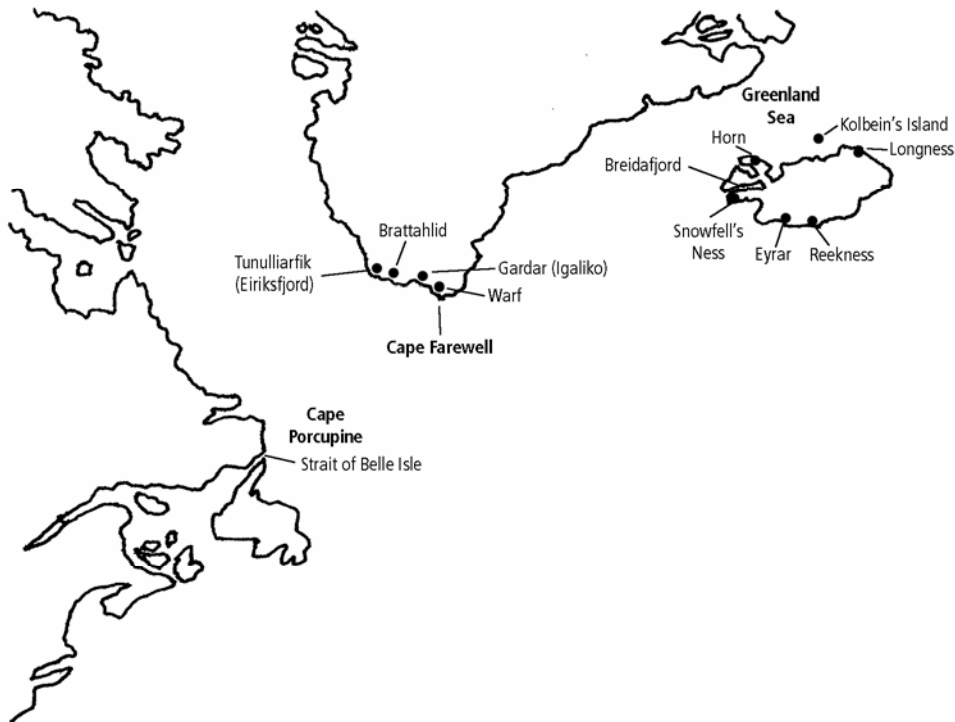 Greenland
Sea
Kolbein's Island
Longness
Horn
Breidafjord
Snowfell's
Ness
Eyrar
Reekness
Brattahlid
Tunulliarfik
(Eiriksfjord)
Gardar (Igaliko)
Warf
Cape Farewell
Cape
Porcupine
Strait of Belle Isle